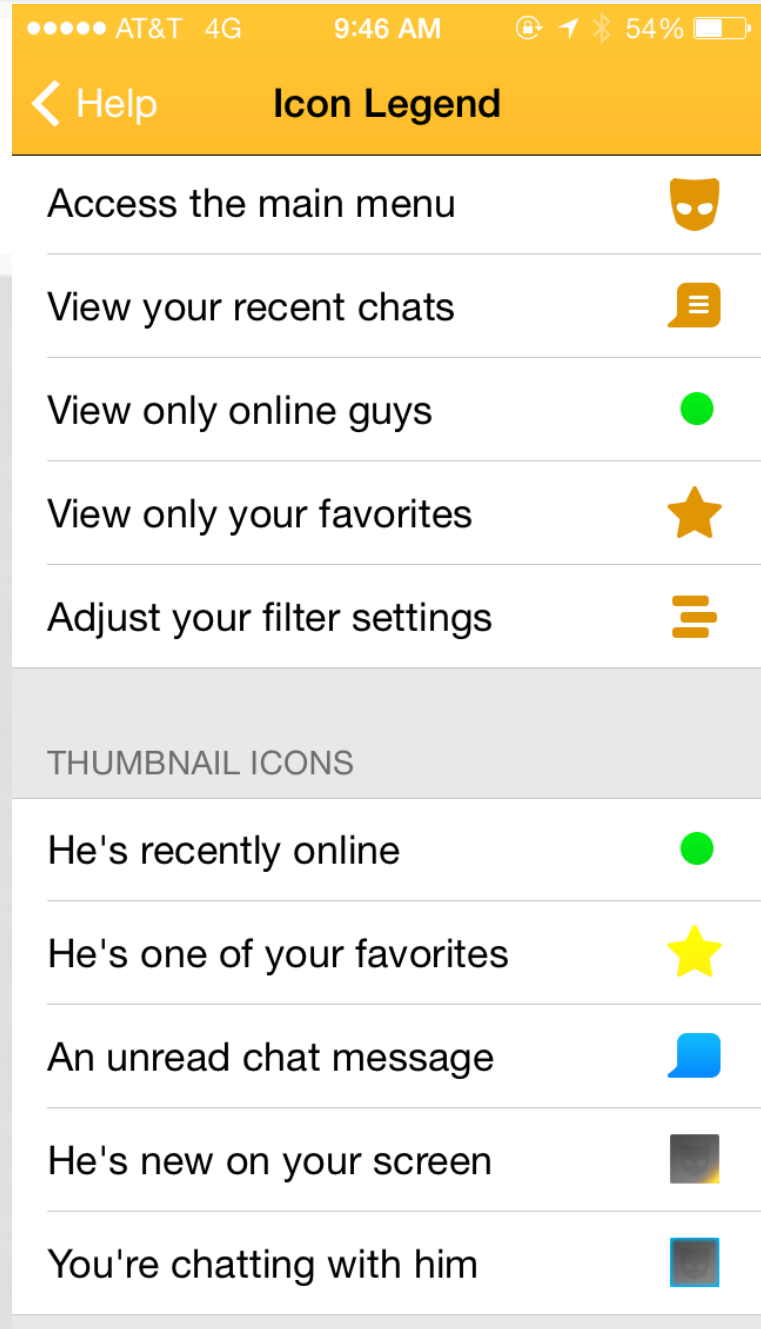 AT&T 4G 9:46 AM 54%
Help Icon Legend
Access the main menu
View your recent chats
View only online guys
View only your favorites
Adjust your filter settings
THUMBNAIL ICONS
He's recently online
He's one of your favorites
An unread chat message
He's new on your screen
You're chatting with him